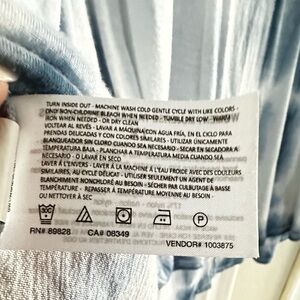 TURN INSIDE OUT - MACHINE WASH COLD GENTLE CYCLE WITH LIKE COLORS -
ONLY NON-CHLORINE BLEACH WHEN NEEDED - TUMBLE DRY LOW - WARM
IRON WHEN NEEDED - OR DRY CLEAN
VOLTEAR AL REVÉS - LAVAR A MÁQUINA CON AGUA FRÍA, EN EL CICLO PARA
PRENDAS DELICADAS Y CON COLORES SIMILARES - UTILIZAR ÚNICAMENTE
BLANQUEADOR SIN CLORO CUANDO SEA NECESARIO - SECAR EN SECADORA A
TEMPERATURA BAJA - PLANCHAR A TEMPERATURA MEDIA CUANDO SEA
NECESARIO - O LAVAR EN SECO
LAVER À L'ENVERS - LAVER À LA MACHINE À L'EAU FROIDE AVEC DES COULEURS
SIMILAIRES, AU CYCLE DÉLICAT - UTILISER SEULEMENT UN AGENT DE
BLANCHIMENT NONCHLORÉ AU BESOIN - SÉCHER PAR CULBUTAGE À BASSE
TEMPÉRATURE - REPASSER À TEMPÉRATURE MOYENNE AU BESOIN -
OU NETTOYER À SEC
P
RN# 89828 CA# 08349
VENDOR# 1003875